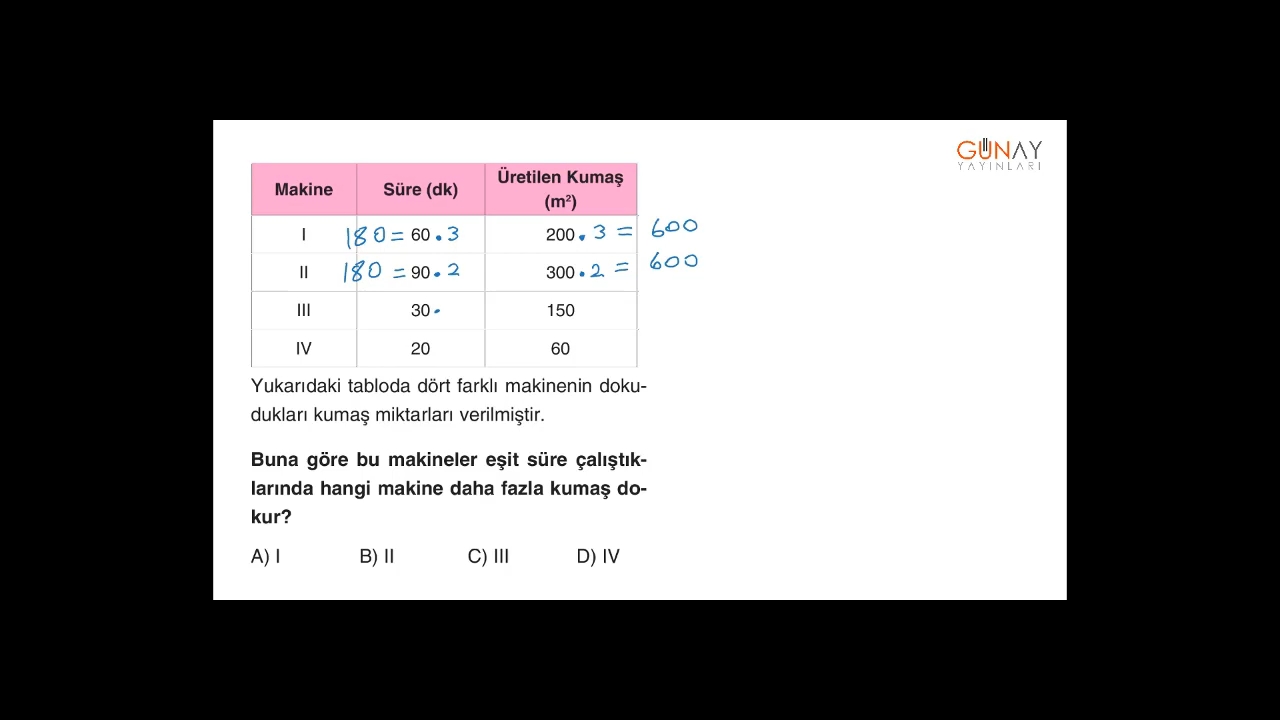 GÜNAY
YAYINLARI
Makine Süre (dk) Üretilen Kumaş (m²)
I 180 = 60 . 3 200 . 3 = 600
II 180 = 90 . 2 300 . 2 = 600
III 30 . 150
IV 20 60
Yukarıdaki tabloda dört farklı makinenin doku-
dukları kumaş miktarları verilmiştir.
Buna göre bu makineler eşit süre çalıştık-
larında hangi makine daha fazla kumaş do-
kur?
A) I B) II C) III D) IV